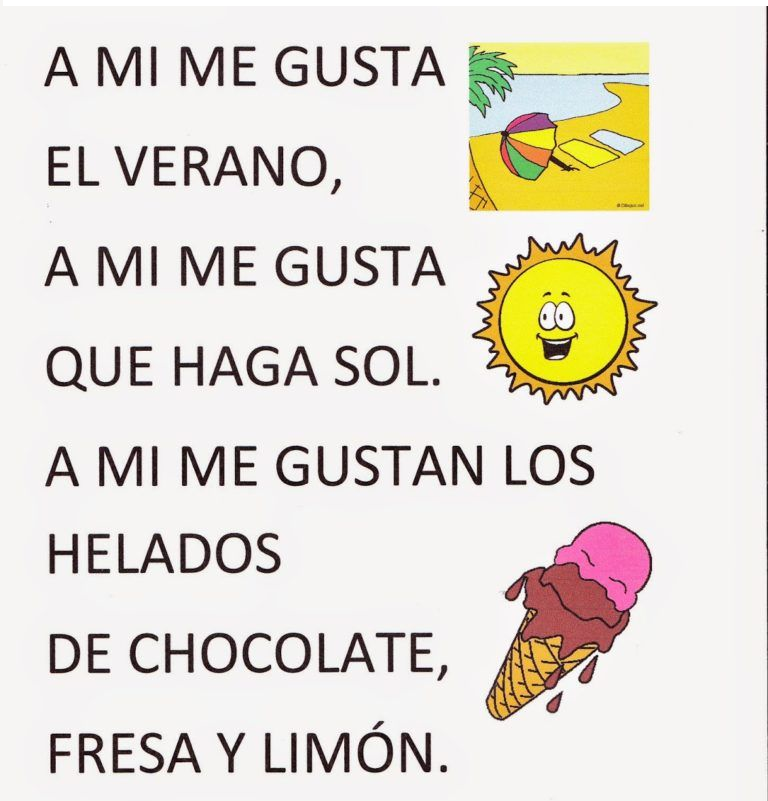 A MI ME GUSTA
EL VERANO,
A MI ME GUSTA
QUE HAGA SOL.
A MI ME GUSTAN LOS
HELADOS
DE CHOCOLATE,
FRESA Y LIMÓN.